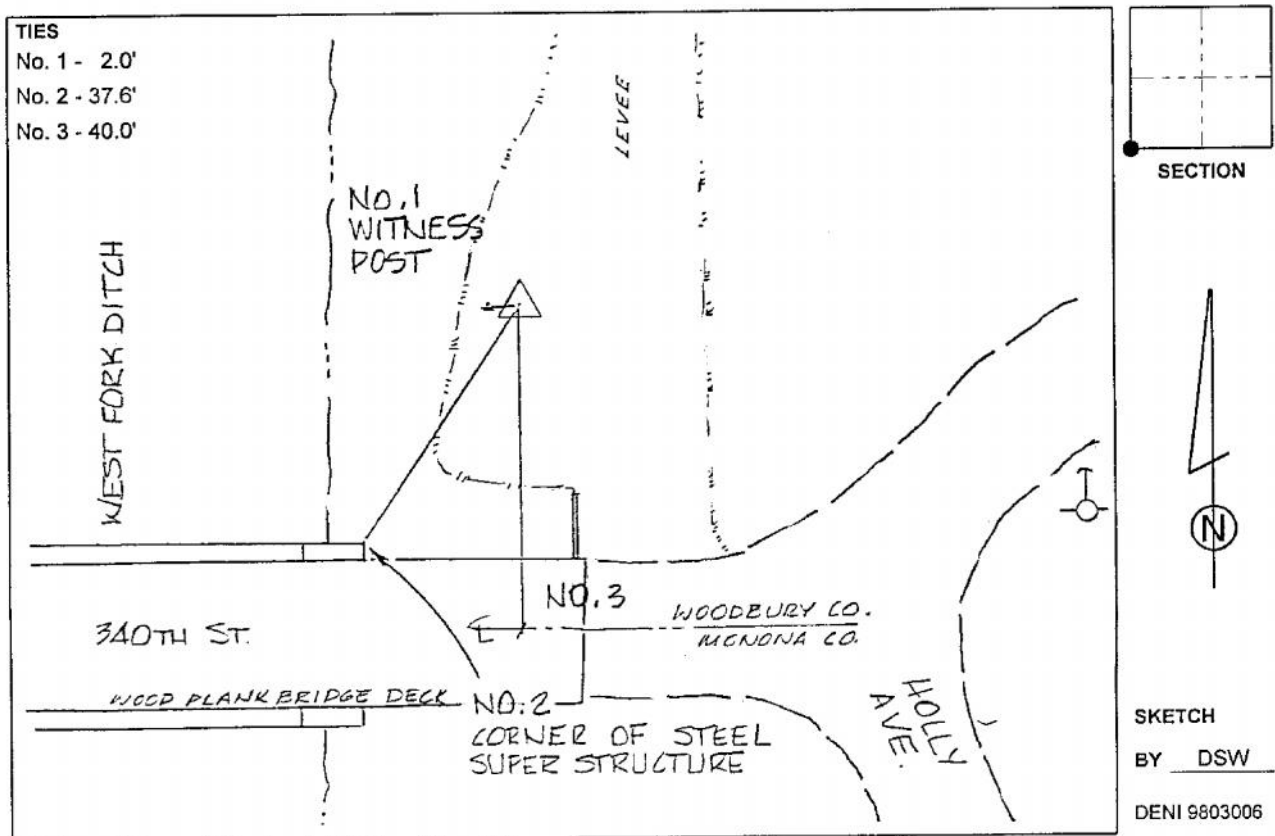 TIES
No. 1 - 2.0'
No. 2 - 37.6'
No. 3 - 40.0'
LEVEE
NO.1
WITNESS
POST
WEST FORK DITCH
SECTION
N
NO.3
WOODBURY CO.
MONONA CO.
340TH ST.
WOOD PLANK BRIDGE DECK
NO.2
CORNER OF STEEL
SUPER STRUCTURE
HOLLY
AVE.
SKETCH
BY DSW
DENI 9803006